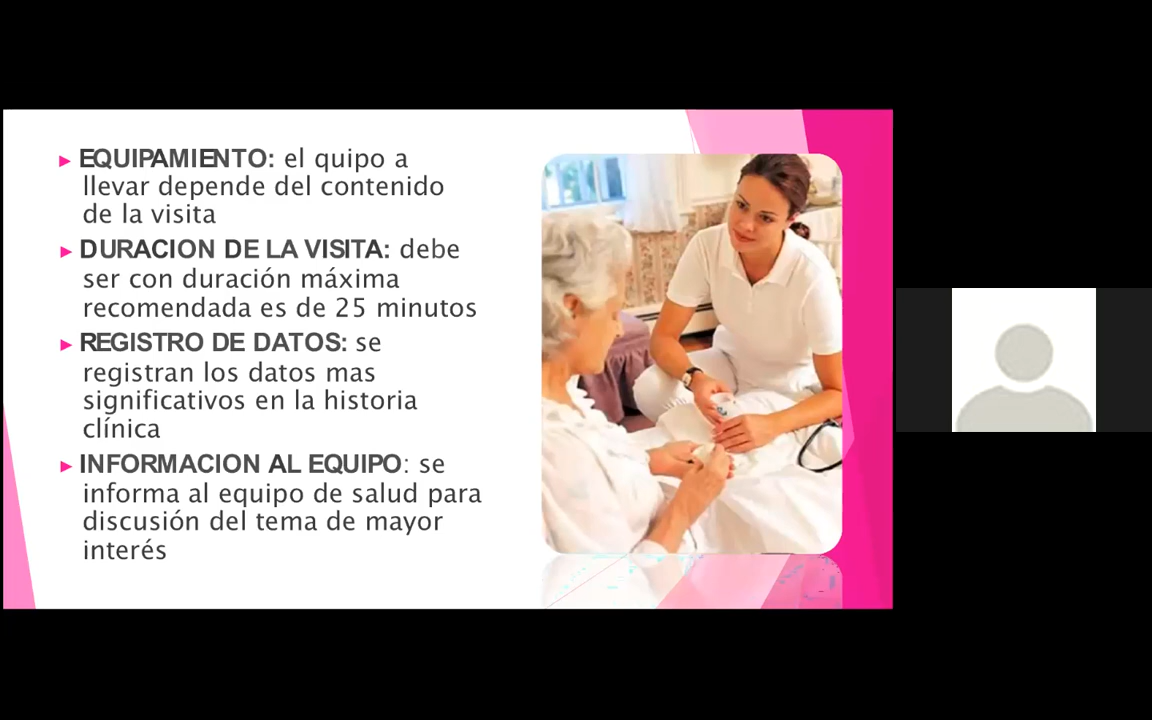 ► EQUIPAMIENTO: el quipo a
llevar depende del contenido
de la visita
► DURACION DE LA VISITA: debe
ser con duración máxima
recomendada es de 25 minutos
► REGISTRO DE DATOS: se
registran los datos mas
significativos en la historia
clínica
► INFORMACION AL EQUIPO: se
informa al equipo de salud para
discusión del tema de mayor
interés